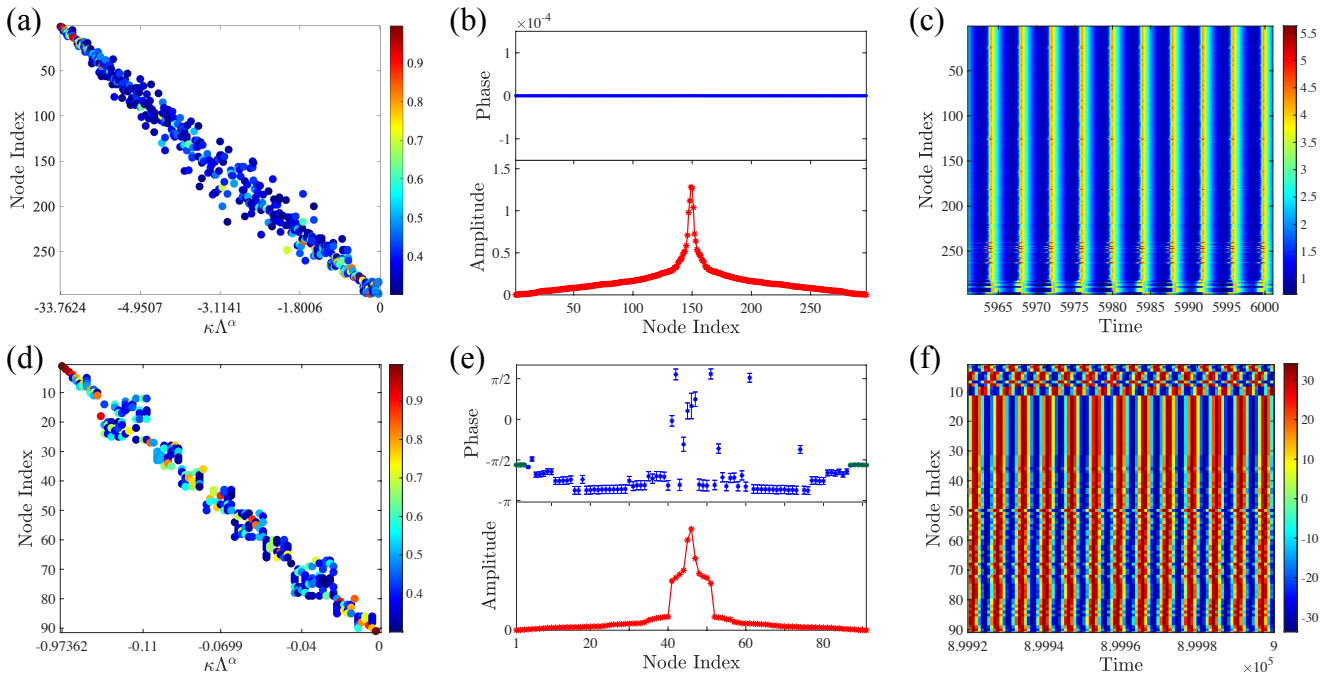 (a)
Node Index
50
100
150
200
250
-33.7624 -4.9507 -3.1141 -1.8006 0
κΛ^α
0.9
0.8
0.7
0.6
0.5
0.4
(b)
×10⁻⁴
Phase
1
0
-1
Amplitude
1.5
×10⁻⁴
1
0.5
0
50 100 150 200 250
Node Index
(c)
Node Index
50
100
150
200
250
5965 5970 5975 5980 5985 5990 5995 6000
Time
5.5
5
4.5
4
3.5
3
2.5
2
1.5
1
(d)
Node Index
10
20
30
40
50
60
70
80
90
-0.97362 -0.11 -0.0699 -0.04 0
κΛ^α
0.9
0.8
0.7
0.6
0.5
0.4
(e)
Phase
π/2
0
-π/2
-π
Amplitude
0
1 20 40 60 80
Node Index
(f)
Node Index
10
20
30
40
50
60
70
80
90
8.9992 8.9994 8.9996 8.9998 9
Time
×10⁵
30
20
10
0
-10
-20
-30